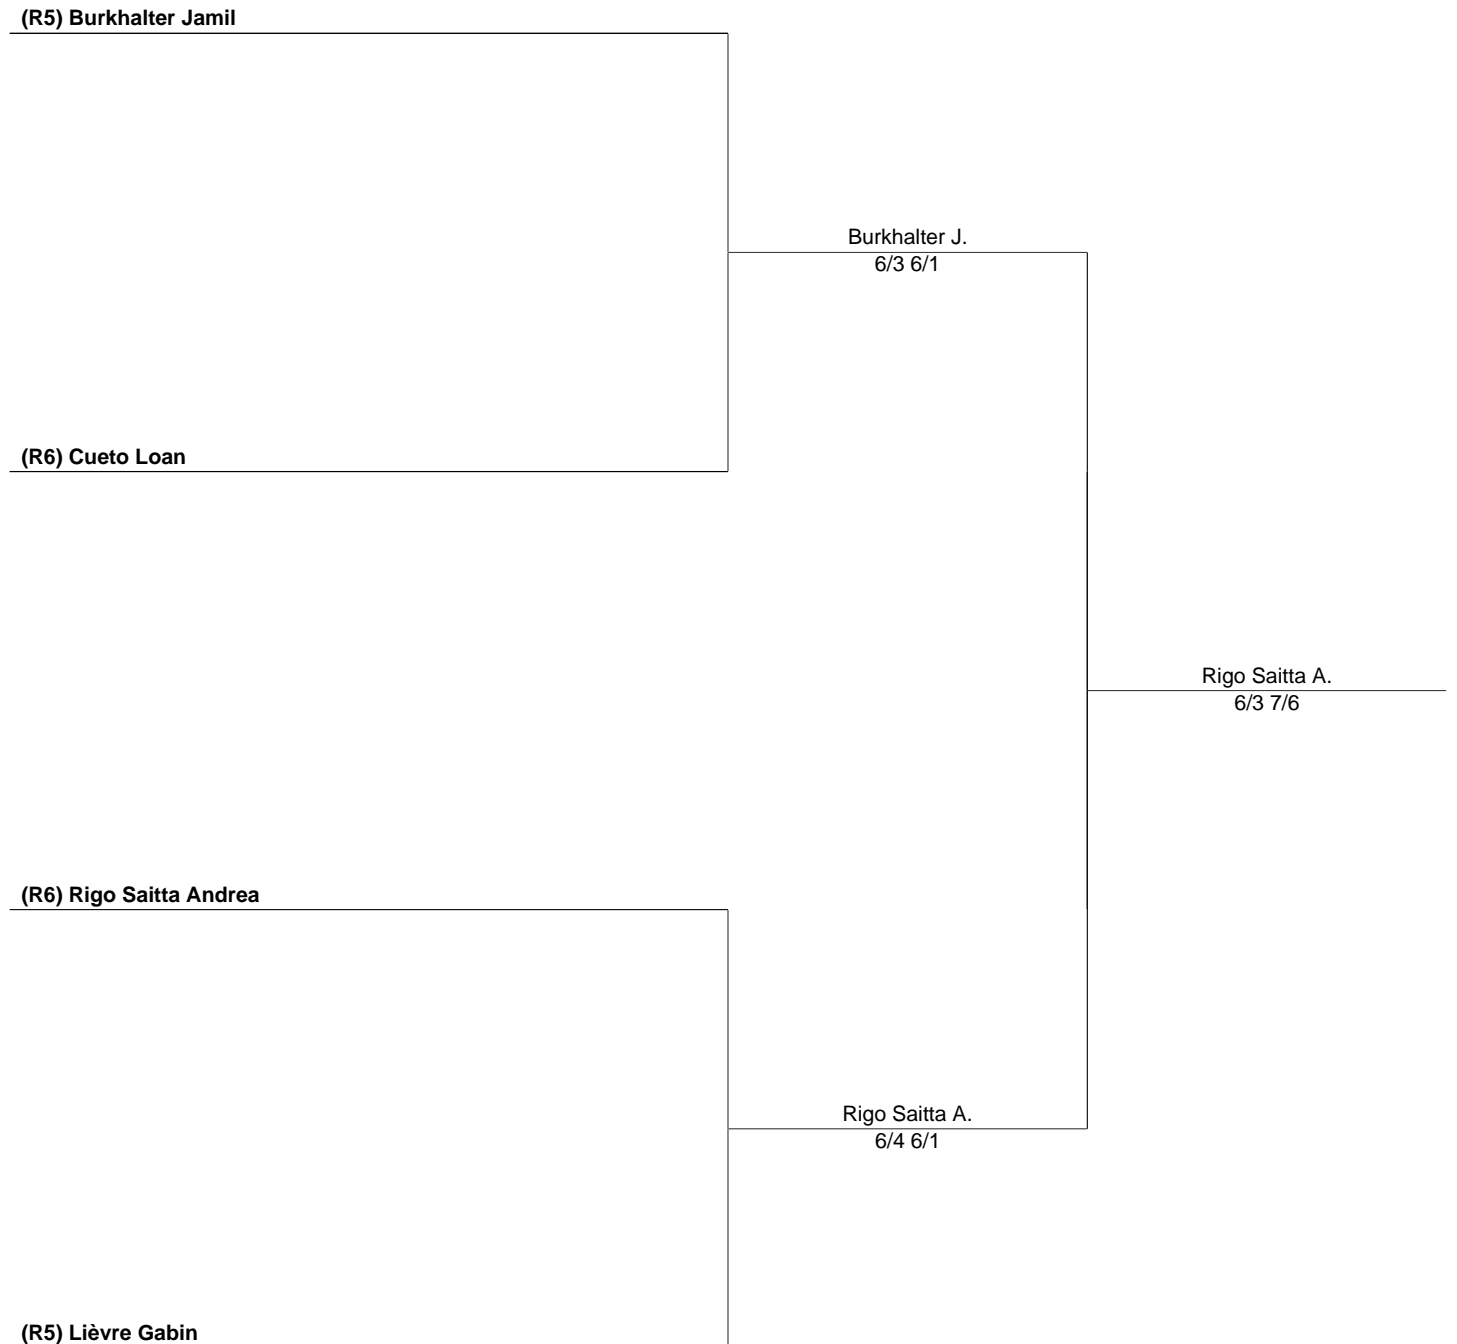 (R5) Burkhalter Jamil
Burkhalter J.
6/3 6/1
(R6) Cueto Loan
Rigo Saitta A.
6/3 7/6
(R6) Rigo Saitta Andrea
Rigo Saitta A.
6/4 6/1
(R5) Lièvre Gabin